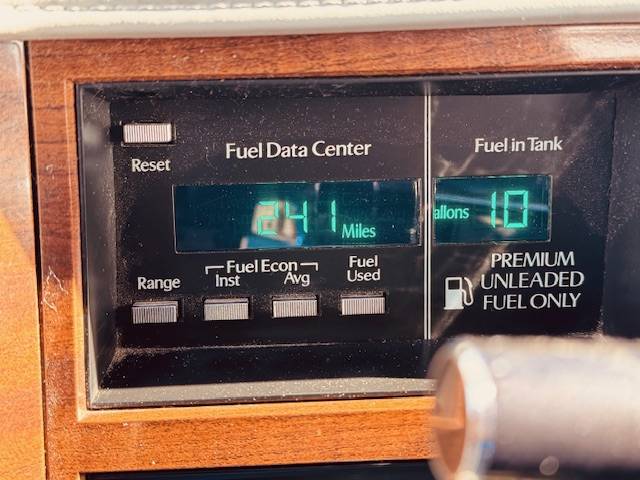 Reset
Fuel Data Center
Fuel in Tank
241 Miles
allons 10
Range
Fuel Econ
Inst
Avg
Fuel
Used
PREMIUM
UNLEADED
FUEL ONLY